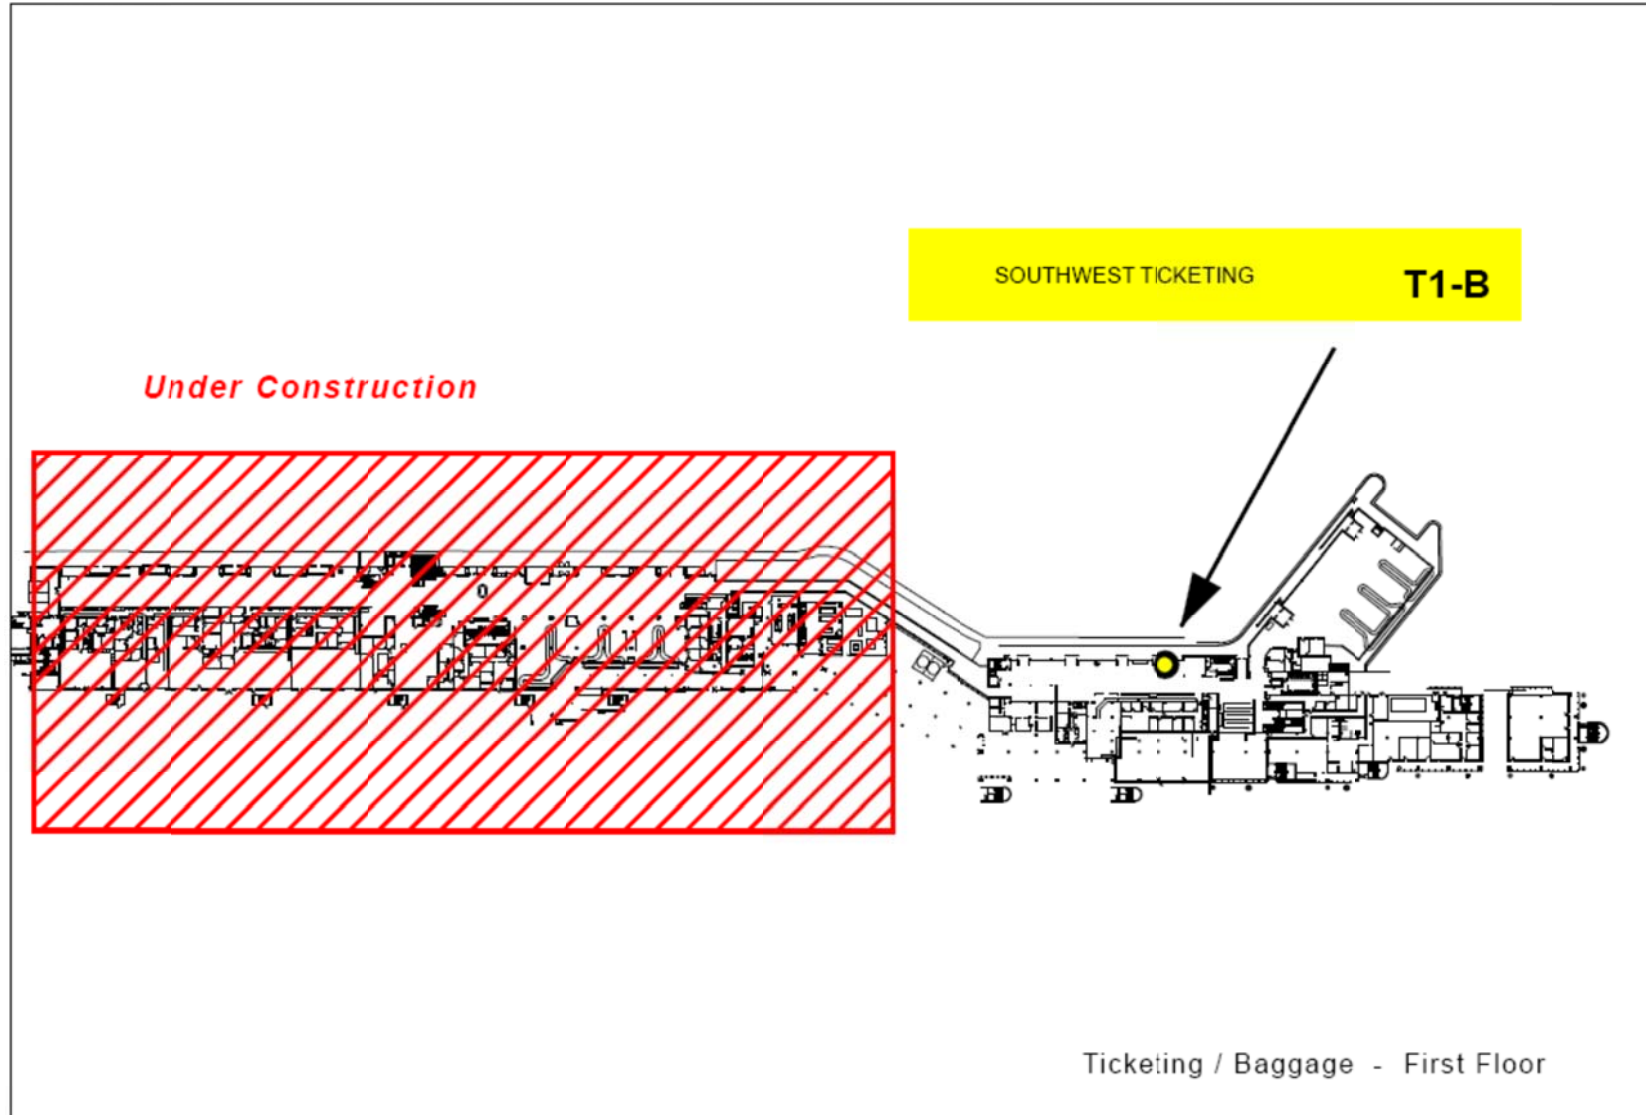 SOUTHWEST TICKETING T1-B
Under Construction
Ticketing / Baggage - First Floor